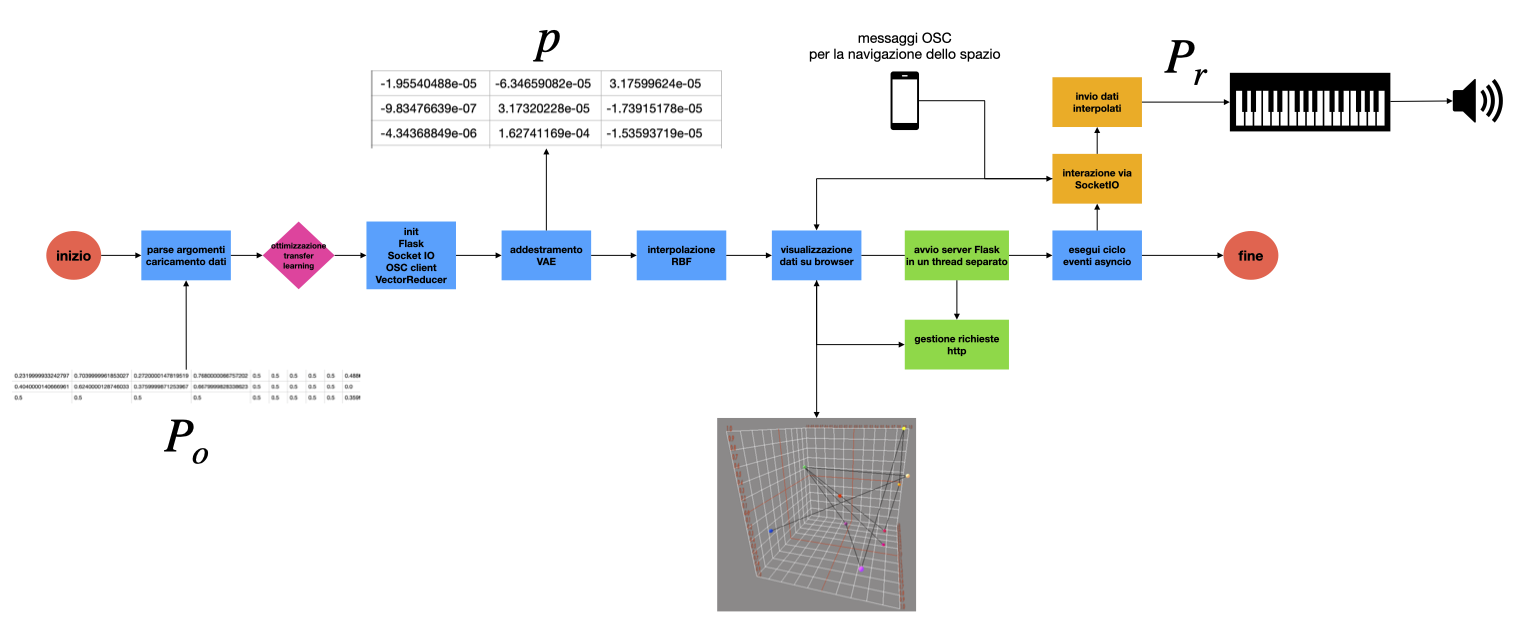 p
-1.95540488e-05 -6.34659082e-05 3.17599624e-05
-9.83476639e-07 3.17320228e-05 -1.73915178e-05
-4.34368849e-06 1.62741169e-04 -1.53593719e-05
messaggi OSC
per la navigazione dello spazio
P r
invio dati
interpolati
interazione via
SocketIO
inizio
parse argomenti
caricamento dati
ottimizzazione
transfer
learning
init
Flask
Socket IO
OSC client
VectorReducer
addestramento
VAE
interpolazione
RBF
visualizzazione
dati su browser
avvio server Flask
in un thread separato
esegui ciclo
eventi asyncio
fine
gestione richieste
http
0.2319999933242797 0.7039999961853027 0.2720000147819519 0.7680000066757202 0.5 0.5 0.5 0.5 0.5
0.4040000140666961 0.6240000128746033 0.3759999871253967 0.6679999828338623 0.5 0.5 0.5 0.5 0.5 0.0
0.5 0.5 0.5 0.5 0.5 0.5 0.5 0.5 0.5
P o